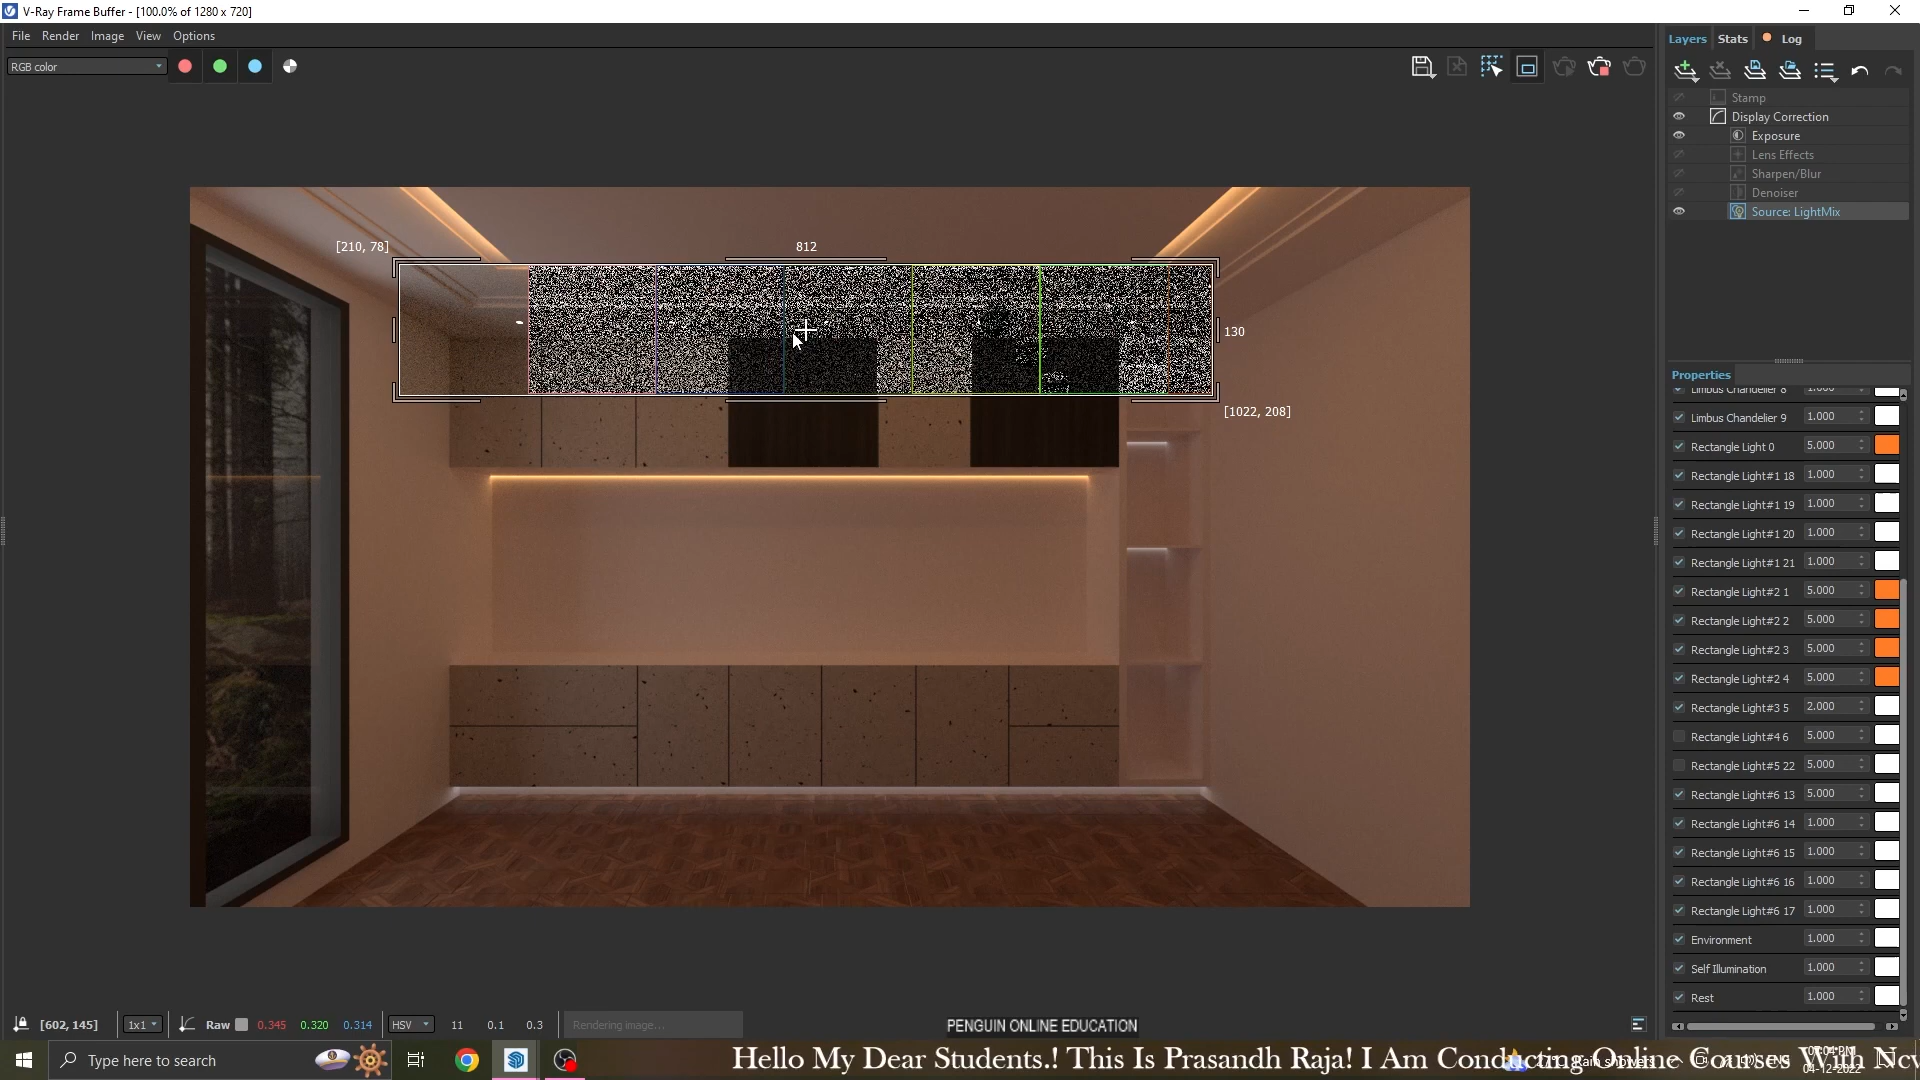 V-Ray Frame Buffer - [100.0% of 1280 x 720]
File Render Image View Options
RGB color
Layers Stats Log
Stamp
Display Correction
Exposure
Lens Effects
Sharpen/Blur
Denoiser
Source: LightMix
[210, 78]
812
130
[1022, 208]
Properties
Limbus Chandelier 8 1.000
Limbus Chandelier 9 1.000
Rectangle Light 0 5.000
Rectangle Light#1 18 1.000
Rectangle Light#1 19 1.000
Rectangle Light#1 20 1.000
Rectangle Light#1 21 1.000
Rectangle Light#2 1 5.000
Rectangle Light#2 2 5.000
Rectangle Light#2 3 5.000
Rectangle Light#2 4 5.000
Rectangle Light#3 5 2.000
Rectangle Light#4 6 5.000
Rectangle Light#5 22 5.000
Rectangle Light#6 13 5.000
Rectangle Light#6 14 1.000
Rectangle Light#6 15 1.000
Rectangle Light#6 16 1.000
Rectangle Light#6 17 1.000
Environment 1.000
Self Illumination 1.000
Rest 1.000
[602, 145] 1x1 Raw 0.345 0.320 0.314 HSV 11 0.1 0.3 Rendering image...
PENGUIN ONLINE EDUCATION
Type here to search
Hello My Dear Students.! This Is Prasandh Raja! I Am Conducting Online Courses With
04-12-2022